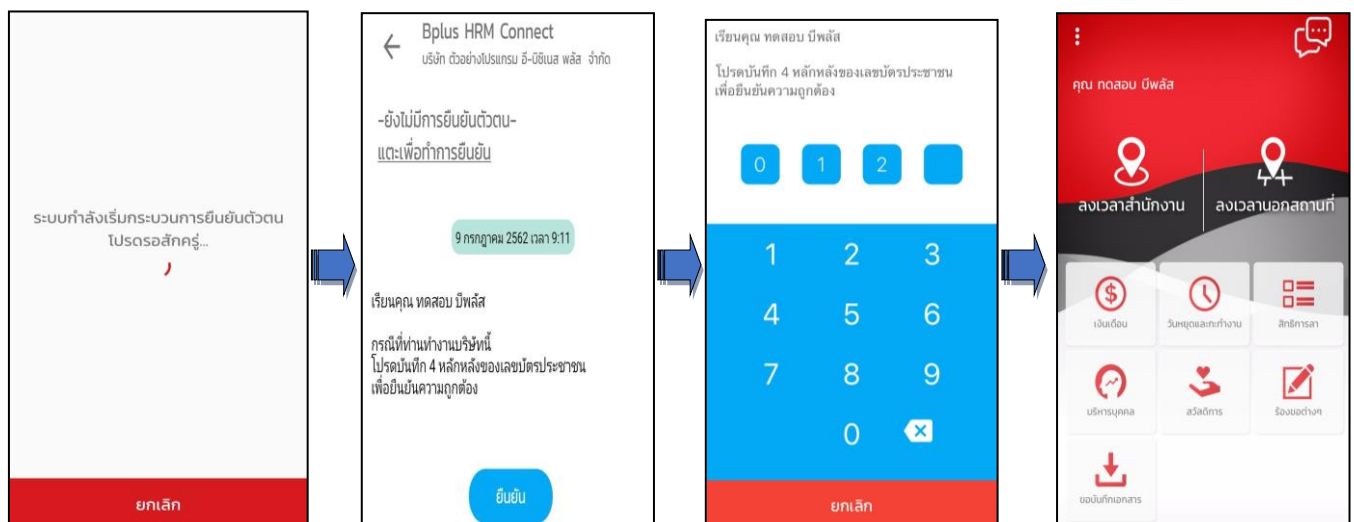 ระบบกำลังเริ่มกระบวนการยืนยันตัวตน
โปรดรอสักครู่...
ยกเลิก
Bplus HRM Connect
บริษัท ตัวอย่างโปรแกรม อี-บิซิเนส พลัส จำกัด
-ยังไม่มีการยืนยันตัวตน-
แตะเพื่อทำการยืนยัน
9 กรกฎาคม 2562 เวลา 9:11
เรียนคุณ ทดสอบ บีพลัส
กรณีที่ท่านทำงานบริษัทนี้
โปรดบันทึก 4 หลักหลังของเลขบัตรประชาชน
เพื่อยืนยันความถูกต้อง
ยืนยัน
เรียนคุณ ทดสอบ บีพลัส
โปรดบันทึก 4 หลักหลังของเลขบัตรประชาชน
เพื่อยืนยันความถูกต้อง
0 1 2
1 2 3
4 5 6
7 8 9
0
ยกเลิก
คุณ ทดสอบ บีพลัส
ลงเวลาสำนักงาน ลงเวลานอกสถานที่
เงินเดือน วันหยุดและกะทำงาน สิทธิการลา
บริหารบุคคล สวัสดิการ ร้องขอต่างๆ
ขอบันทึกเอกสาร